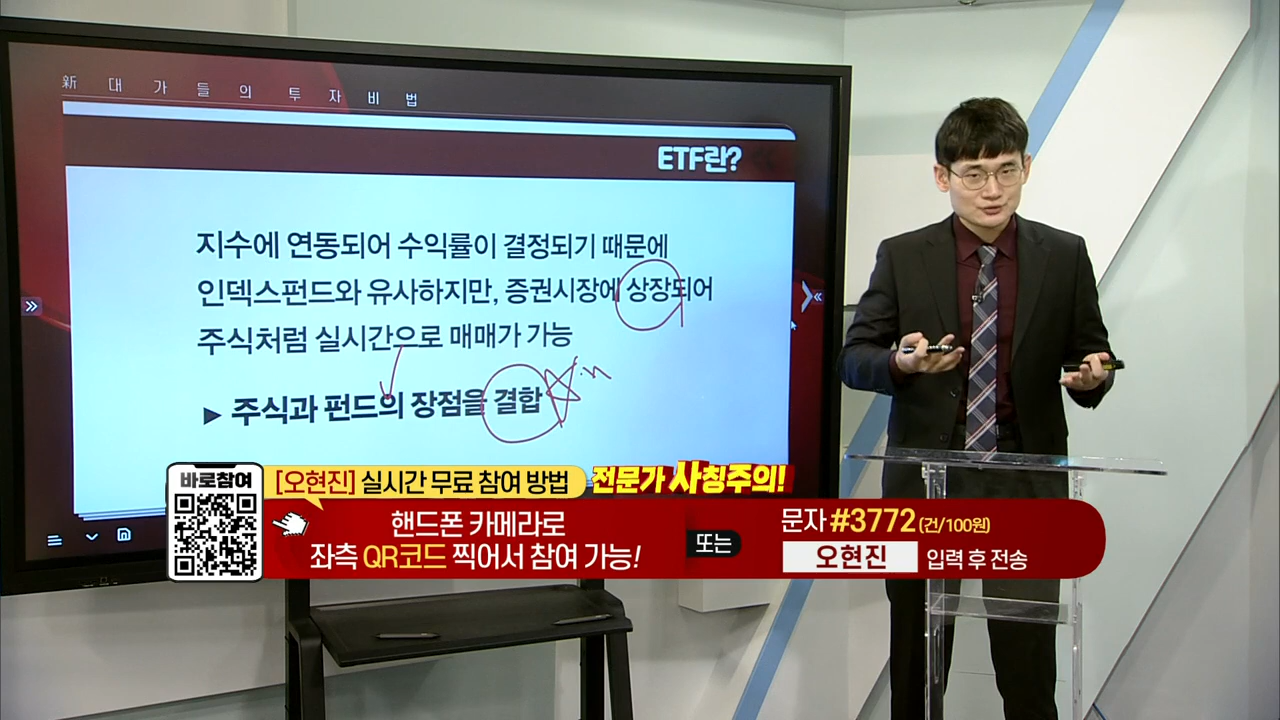 新 대가들의 투자비법
ETF란?
지수에 연동되어 수익률이 결정되기 때문에
인덱스펀드와 유사하지만, 증권시장에 상장되어
주식처럼 실시간으로 매매가 가능
▶ 주식과 펀드의 장점을 결합
바로참여
[오현진] 실시간 무료 참여 방법
전문가 사칭주의!
핸드폰 카메라로
좌측 QR코드 찍어서 참여 가능!
또는
문자 #3772 (건/100원)
오현진 입력 후 전송